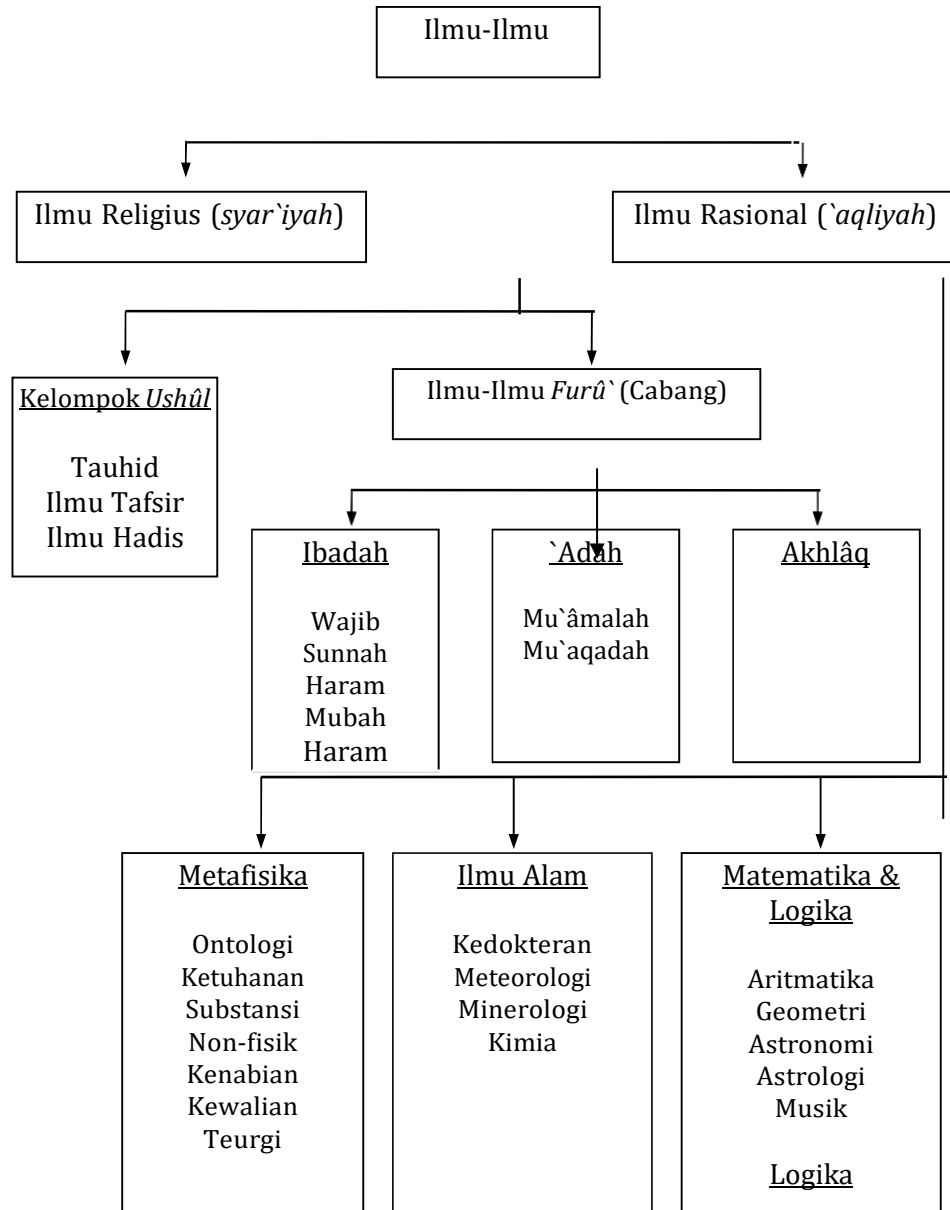 Ilmu-Ilmu
Ilmu Religius (syar`iyah)
Ilmu Rasional (`aqliyah)
Kelompok Ushûl
Tauhid
Ilmu Tafsir
Ilmu Hadis
Ilmu-Ilmu Furû` (Cabang)
Ibadah
Wajib
Sunnah
Haram
Mubah
Haram
`Adah
Mu`âmalah
Mu`aqadah
Akhlâq
Metafisika
Ontologi
Ketuhanan
Substansi
Non-fisik
Kenabian
Kewalian
Teurgi
Ilmu Alam
Kedokteran
Meteorologi
Minerologi
Kimia
Matematika &
Logika
Aritmatika
Geometri
Astronomi
Astrologi
Musik
Logika